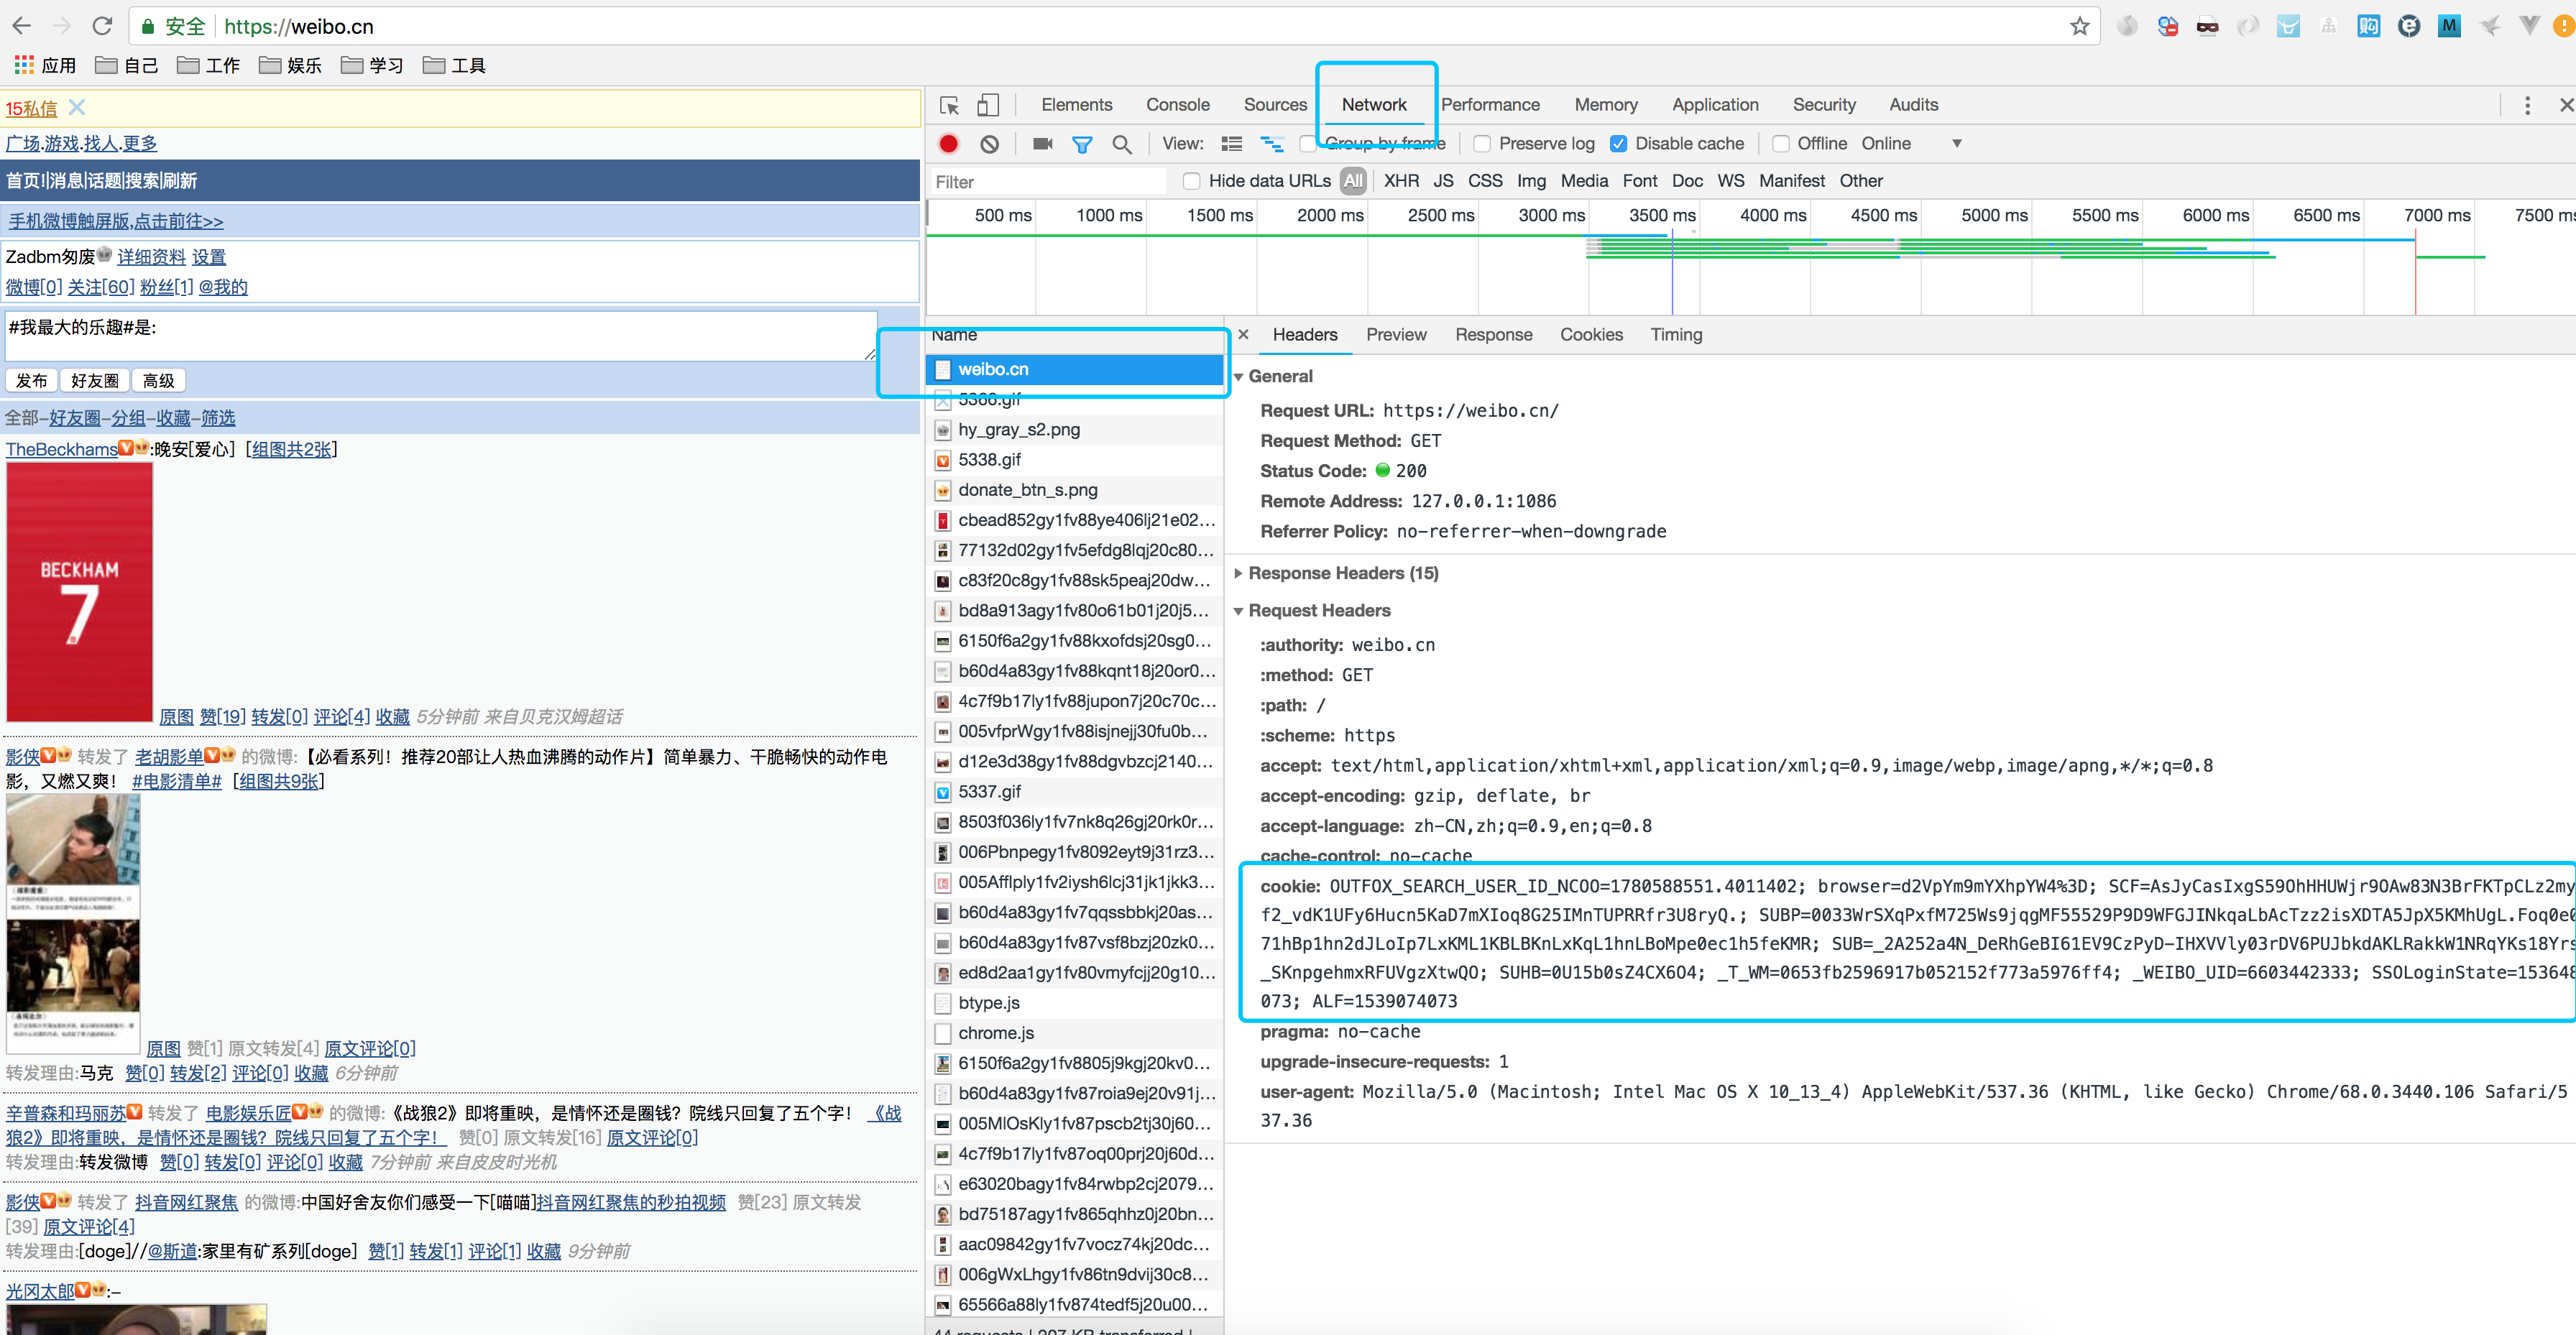 安全 https://weibo.cn
应用 自己 工作 娱乐 学习 工具
15私信
广场.游戏.找人.更多
首页!|消息|话题|搜索|刷新
手机微博触屏版,点击前往>>
Zadbm匆废 详细资料 设置
微博[0] 关注[60] 粉丝[1] @我的
#我最大的乐趣#是:
发布 好友圈 高级
全部-好友圈-分组-收藏-筛选
TheBeckhams:晚安[爱心] [组图共2张]
BECKHAM
7
原图 赞[19] 转发[0] 评论[4] 收藏 5分钟前 来自贝克汉姆超话
影侠 转发了 老胡影单 的微博:【必看系列！推荐20部让人热血沸腾的动作片】简单暴力、干脆畅快的动作电
影，又燃又爽！ #电影清单# [组图共9张]
原图 赞[1] 原文转发[4] 原文评论[0]
转发理由:马克 赞[0] 转发[2] 评论[0] 收藏 6分钟前
辛普森和玛丽苏 转发了 电影娱乐匠 的微博:《战狼2》即将重映，是情怀还是圈钱？院线只回复了五个字！ 《战
狼2》即将重映，是情怀还是圈钱？院线只回复了五个字！ 赞[0] 原文转发[16] 原文评论[0]
转发理由:转发微博 赞[0] 转发[0] 评论[0] 收藏 7分钟前 来自皮皮时光机
影侠 转发了 抖音网红聚焦 的微博:中国好舍友你们感受一下[喵喵]抖音网红聚焦的秒拍视频 赞[23] 原文转发
[39] 原文评论[4]
转发理由:[doge]//@斯道:家里有矿系列[doge] 赞[1] 转发[1] 评论[1] 收藏 9分钟前
光冈太郎:–
Elements Console Sources Network Performance Memory Application Security Audits
View: Group by frame Preserve log Disable cache Offline Online
Filter Hide data URLs All XHR JS CSS Img Media Font Doc WS Manifest Other
500 ms 1000 ms 1500 ms 2000 ms 2500 ms 3000 ms 3500 ms 4000 ms 4500 ms 5000 ms 5500 ms 6000 ms 6500 ms 7000 ms 7500 ms
Name
weibo.cn
5366.gif
hy_gray_s2.png
5338.gif
donate_btn_s.png
cbead852gy1fv88ye406lj21e02...
77132d02gy1fv5efdg8lqj20c80...
c83f20c8gy1fv88sk5peaj20dw...
bd8a913agy1fv80o61b01j20j5...
6150f6a2gy1fv88kxofdsj20sg0...
b60d4a83gy1fv88kqnt18j20or0...
4c7f9b17ly1fv88jupon7j20c70c...
005vfprWgy1fv88isjnejj30fu0b...
d12e3d38gy1fv88dgvbzcj2140...
5337.gif
8503f036ly1fv7nk8q26gj20rk0r...
006Pbnpegy1fv8092eyt9j31rz3...
005Afflply1fv2iysh6lcj31jk1jkk3...
b60d4a83gy1fv7qqssbbkj20as...
b60d4a83gy1fv87vsf8bzj20zk0...
ed8d2aa1gy1fv80vmyfcjj20g10...
btype.js
chrome.js
6150f6a2gy1fv8805j9kgj20kv0...
b60d4a83gy1fv87roia9ej20v91j...
005MlOsKly1fv87pscb2tj30j60...
4c7f9b17ly1fv87oq00prj20j60d...
e63020bagy1fv84rwbp2cj2079...
bd75187agy1fv865qhhz0j20bn...
aac09842gy1fv7vocz74kj20dc...
006gWxLhgy1fv86tn9dvij30c8...
65566a88ly1fv874tedf5j20u00...
44 requests | 297 KB transferred |
Headers Preview Response Cookies Timing
General
Request URL: https://weibo.cn/
Request Method: GET
Status Code: 200
Remote Address: 127.0.0.1:1086
Referrer Policy: no-referrer-when-downgrade
Response Headers (15)
Request Headers
:authority: weibo.cn
:method: GET
:path: /
:scheme: https
accept: text/html,application/xhtml+xml,application/xml;q=0.9,image/webp,image/apng,*/*;q=0.8
accept-encoding: gzip, deflate, br
accept-language: zh-CN,zh;q=0.9,en;q=0.8
cache-control: no-cache
cookie: OUTFOX_SEARCH_USER_ID_NCOO=1780588551.4011402; browser=d2VpYm9mYXhpYW4%3D; SCF=AsJyCasIxgS59OhHHUWjr9OAw83N3BrFKTpCLz2my
f2_vdK1UFy6Hucn5KaD7mXIoq8G25IMnTUPRRfr3U8ryQ.; SUBP=0033WrSXqPxfM725Ws9jqgMF55529P9D9WFGJINkqaLbAcTzz2isXDTA5JpX5KMhUgL.Foq0e0
71hBp1hn2dJLoIp7LxKML1KBLBKnLxKqL1hnLBoMpe0ec1h5feKMR; SUB=_2A252a4N_DeRhGeBI61EV9CzPyD-IHXVVly03rDV6PUJbkdAKLRakkW1NRqYKs18Yrs
_SKnpgehmxRFUVgzXtwQO; SUHB=0U15b0sZ4CX6O4; _T_WM=0653fb2596917b052152f773a5976ff4; _WEIBO_UID=6603442333; SSOLoginState=153648
073; ALF=1539074073
pragma: no-cache
upgrade-insecure-requests: 1
user-agent: Mozilla/5.0 (Macintosh; Intel Mac OS X 10_13_4) AppleWebKit/537.36 (KHTML, like Gecko) Chrome/68.0.3440.106 Safari/5
37.36